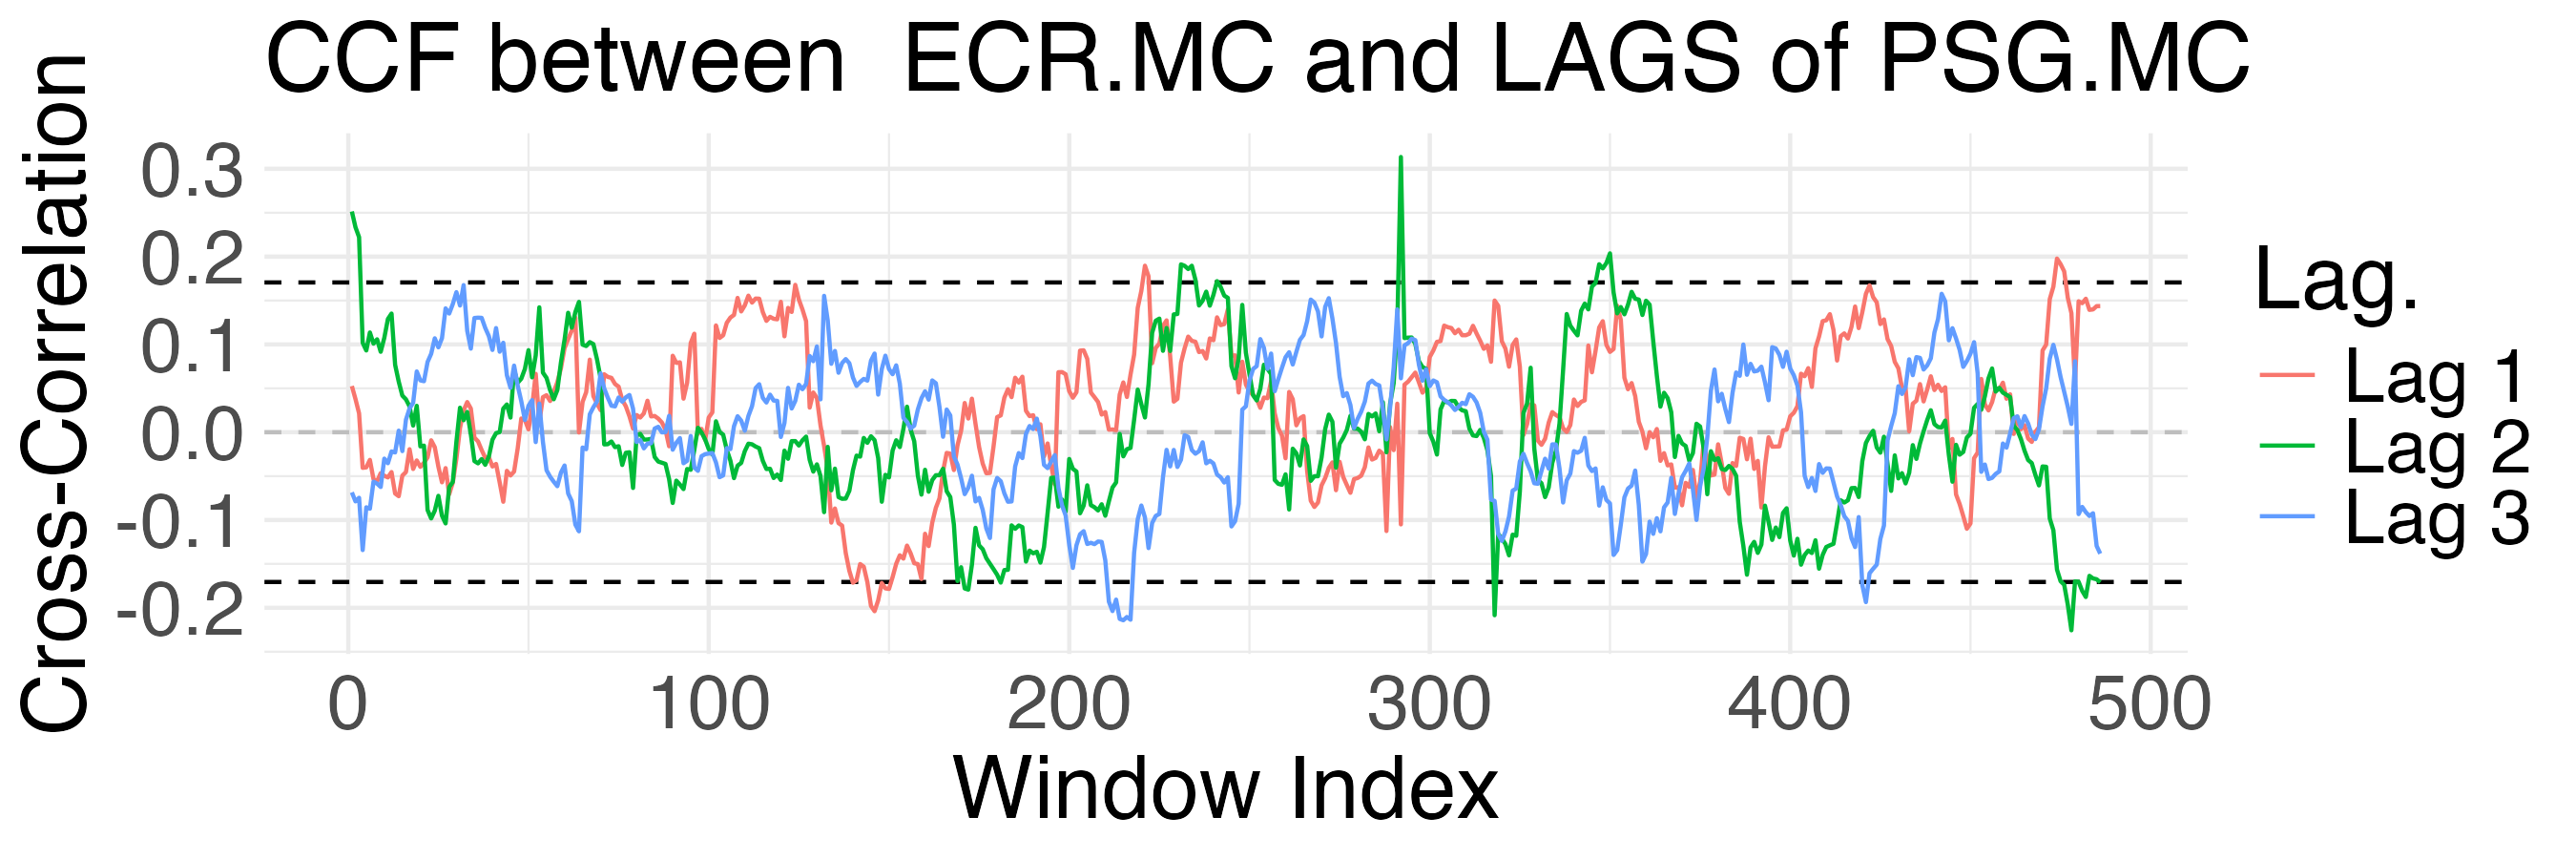 CCF between  ECR.MC and LAGS of PSG.MC
Cross-Correlation
0.3
0.2
0.1
0.0
-0.1
-0.2
0 100 200 300 400 500
Window Index
Lag.
Lag 1
Lag 2
Lag 3